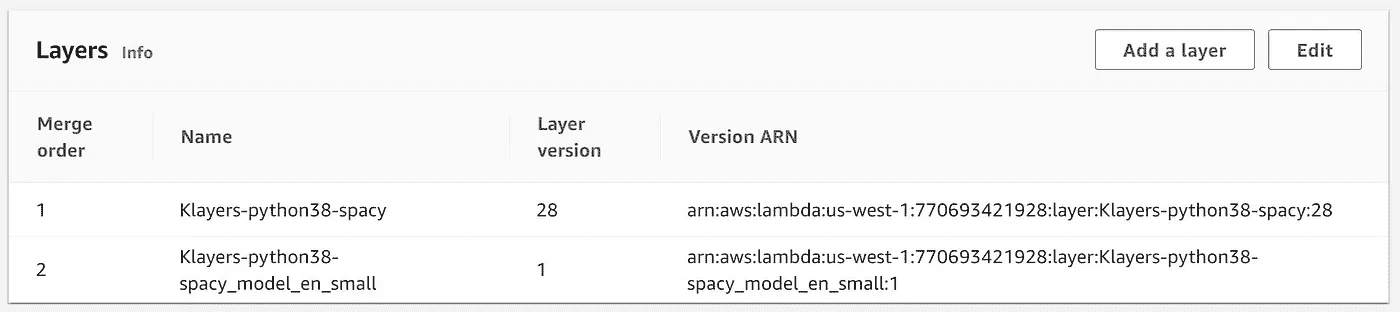 Layers Info Add a layer Edit
Merge order Name Layer version Version ARN
1 Klayers-python38-spacy 28 arn:aws:lambda:us-west-1:770693421928:layer:Klayers-python38-spacy:28
2 Klayers-python38-spacy_model_en_small 1 arn:aws:lambda:us-west-1:770693421928:layer:Klayers-python38-spacy_model_en_small:1